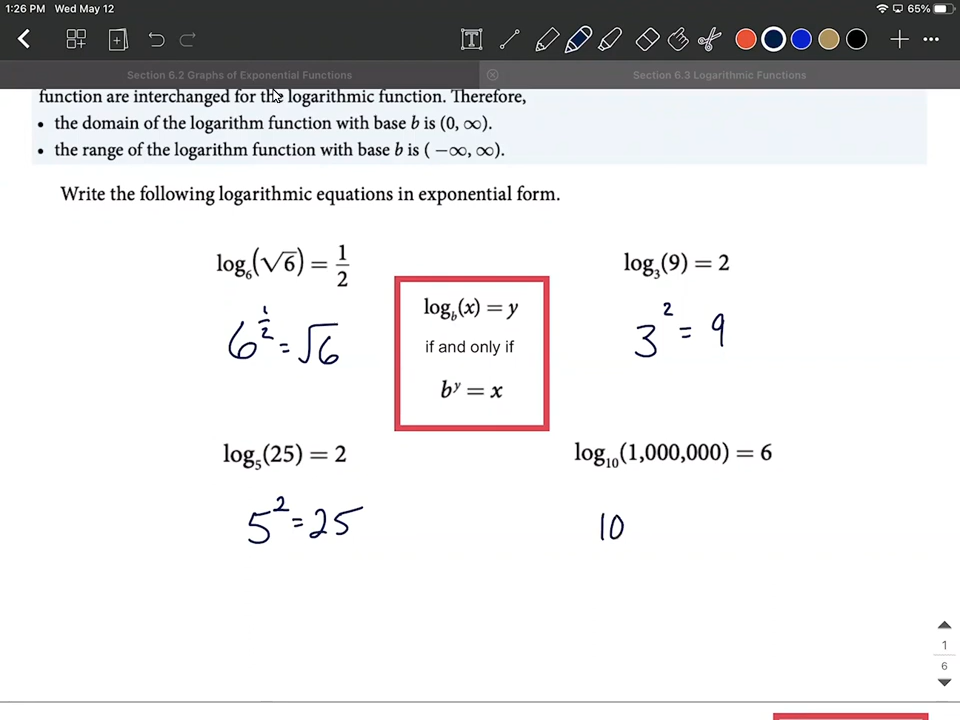 1:26 PM Wed May 12
65%
Section 6.2 Graphs of Exponential Functions
Section 6.3 Logarithmic Functions
function are interchanged for the logarithmic function. Therefore,
• the domain of the logarithm function with base b is (0, ∞).
• the range of the logarithm function with base b is ( −∞, ∞).
Write the following logarithmic equations in exponential form.
log₆(√6) = 1/2
6^(1/2) = √6
log_b(x) = y
if and only if
bʸ = x
log₃(9) = 2
3² = 9
log₅(25) = 2
5² = 25
log₁₀(1,000,000) = 6
10
1
6